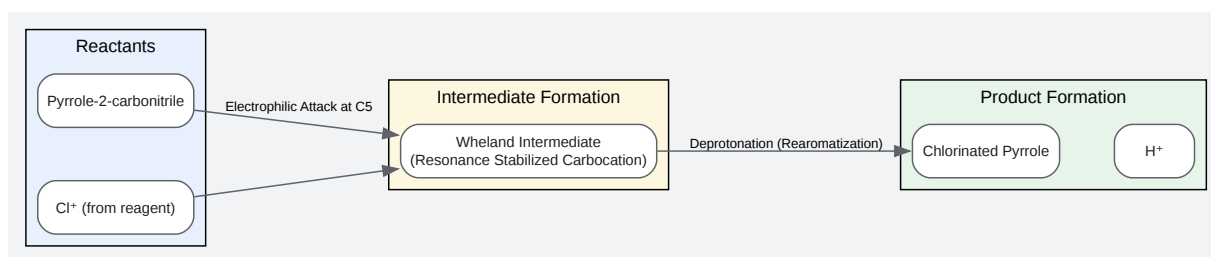 Reactants
Pyrrole-2-carbonitrile
Cl⁺ (from reagent)
Electrophilic Attack at C5
Intermediate Formation
Wheland Intermediate
(Resonance Stabilized Carbocation)
Deprotonation (Rearomatization)
Product Formation
Chlorinated Pyrrole
H⁺